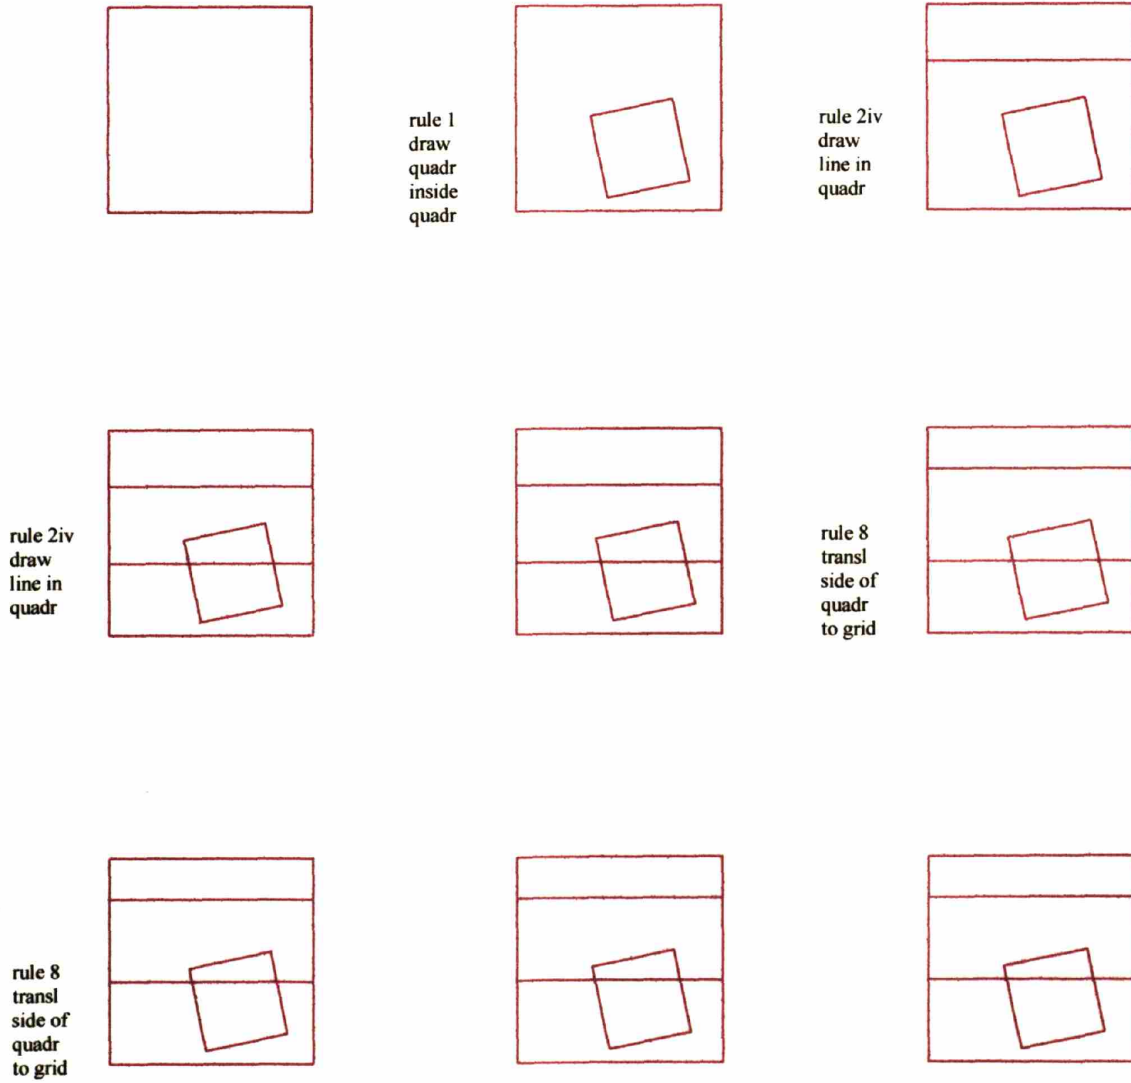 rule 1
draw
quadr
inside
quadr
rule 2iv
draw
line in
quadr
rule 2iv
draw
line in
quadr
rule 8
transl
side of
quadr
to grid
rule 8
transl
side of
quadr
to grid